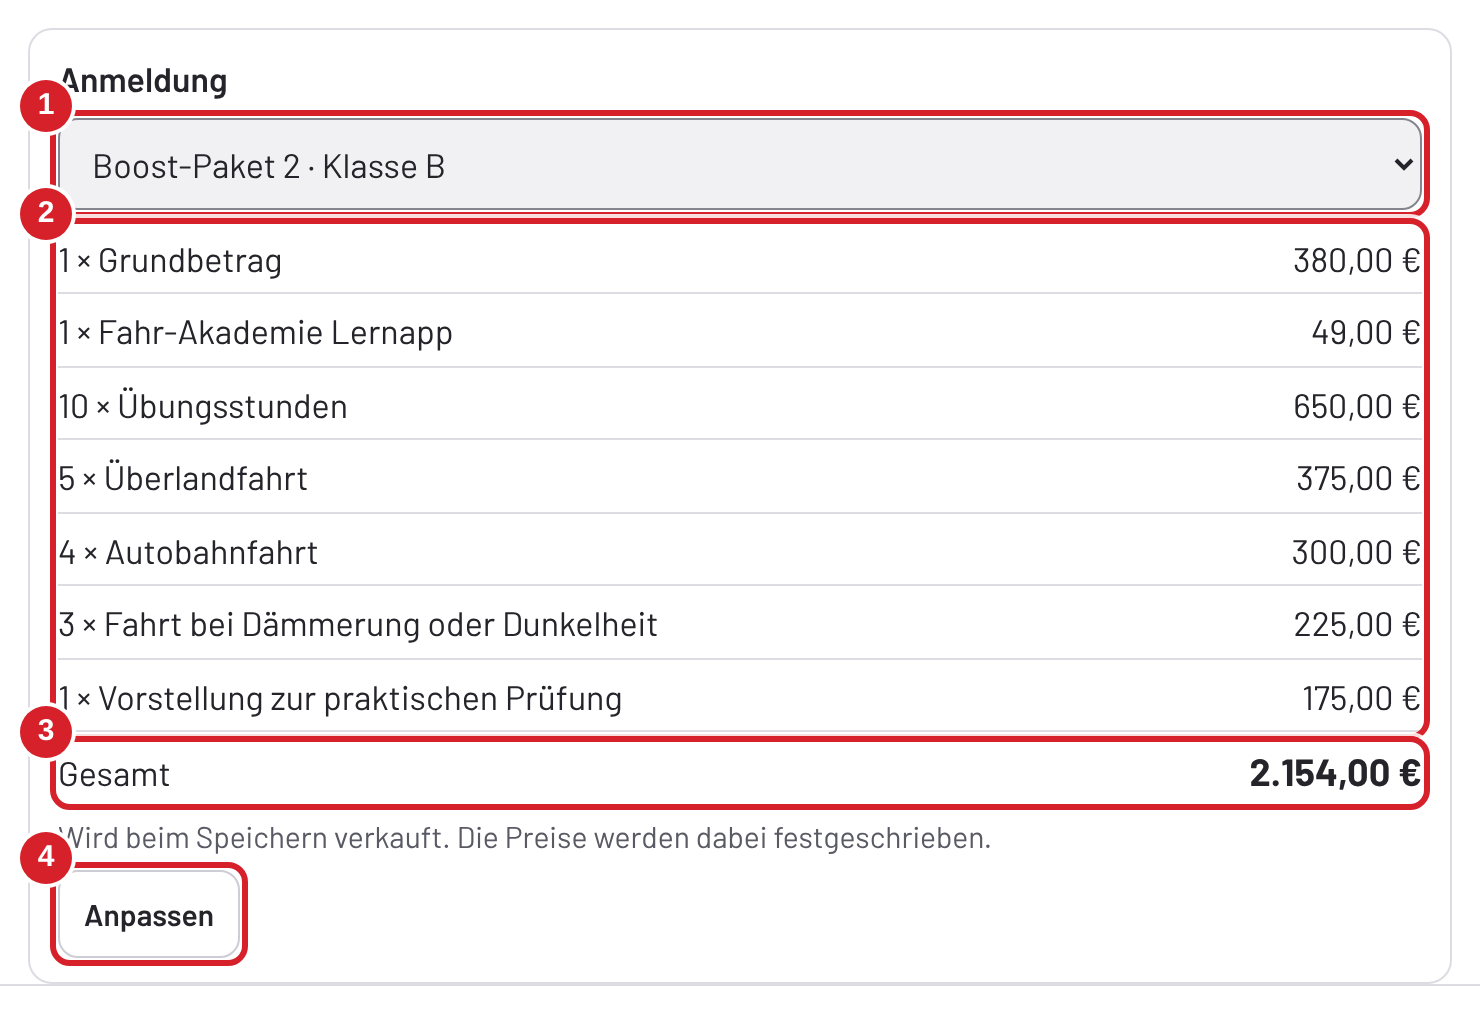 Anmeldung
1
Boost-Paket 2 · Klasse B
2
1 × Grundbetrag 380,00 €
1 × Fahr-Akademie Lernapp 49,00 €
10 × Übungsstunden 650,00 €
5 × Überlandfahrt 375,00 €
4 × Autobahnfahrt 300,00 €
3 × Fahrt bei Dämmerung oder Dunkelheit 225,00 €
1 × Vorstellung zur praktischen Prüfung 175,00 €
3
Gesamt 2.154,00 €
Wird beim Speichern verkauft. Die Preise werden dabei festgeschrieben.
4
Anpassen